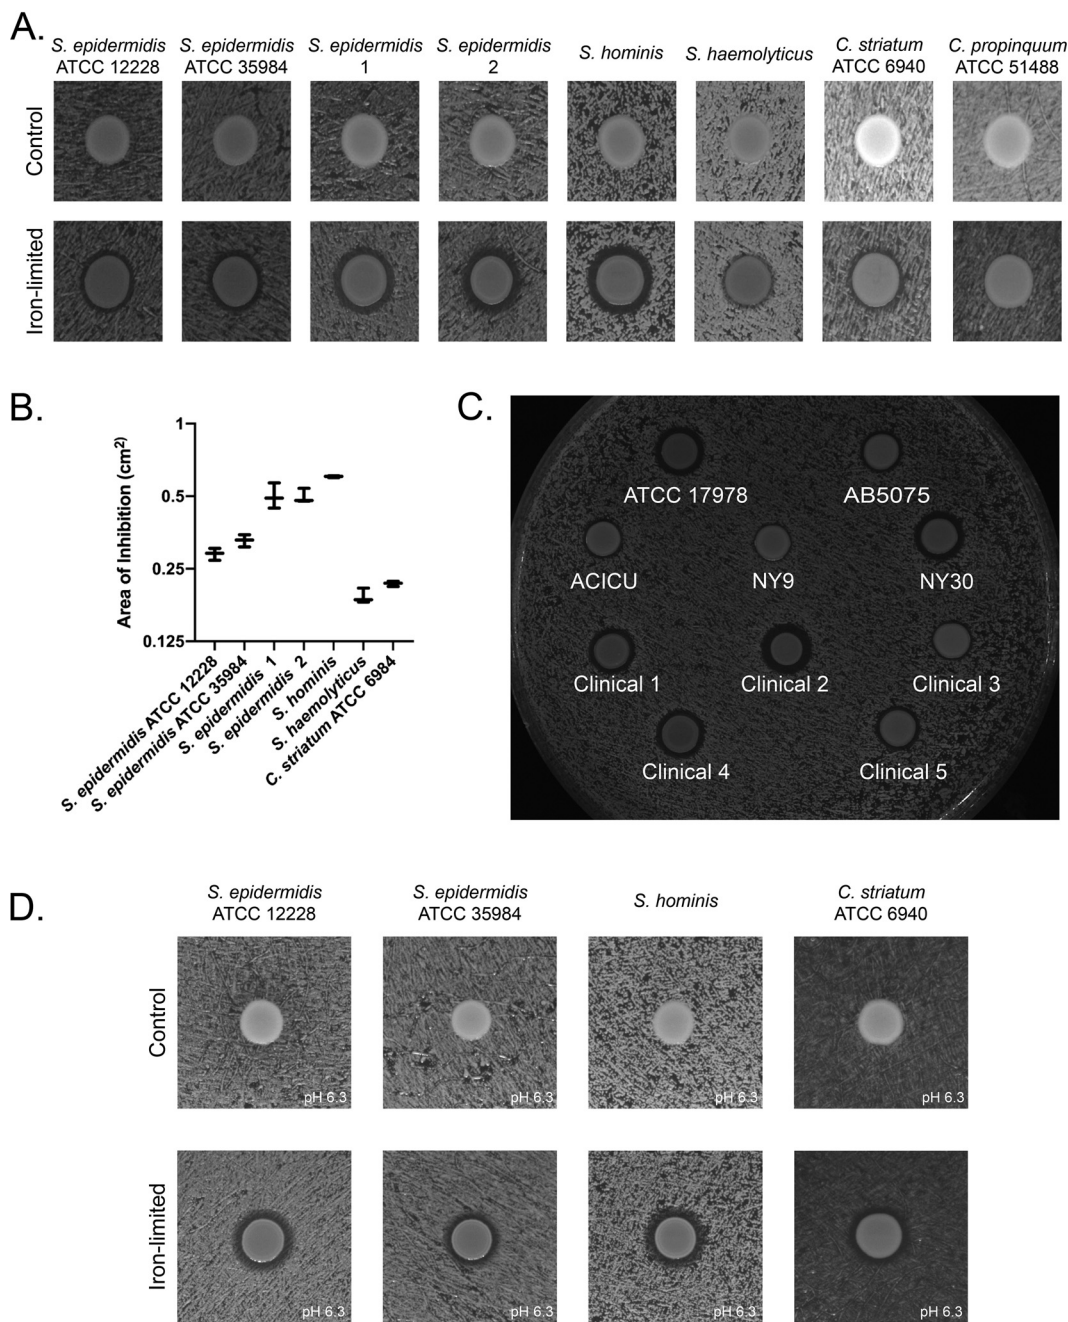 A.
S. epidermidis
ATCC 12228
S. epidermidis
ATCC 35984
S. epidermidis
1
S. epidermidis
2
S. hominis
S. haemolyticus
C. striatum
ATCC 6940
C. propinquum
ATCC 51488
Control
Iron-limited
B.
Area of Inhibition (cm²)
1
0.5
0.25
0.125
S. epidermidis ATCC 12228
S. epidermidis ATCC 35984
S. epidermidis 1
S. epidermidis 2
S. hominis
S. haemolyticus
C. striatum ATCC 6984
C.
ATCC 17978
AB5075
ACICU
NY9
NY30
Clinical 1
Clinical 2
Clinical 3
Clinical 4
Clinical 5
D.
S. epidermidis
ATCC 12228
S. epidermidis
ATCC 35984
S. hominis
C. striatum
ATCC 6940
Control
pH 6.3
pH 6.3
pH 6.3
pH 6.3
Iron-limited
pH 6.3
pH 6.3
pH 6.3
pH 6.3